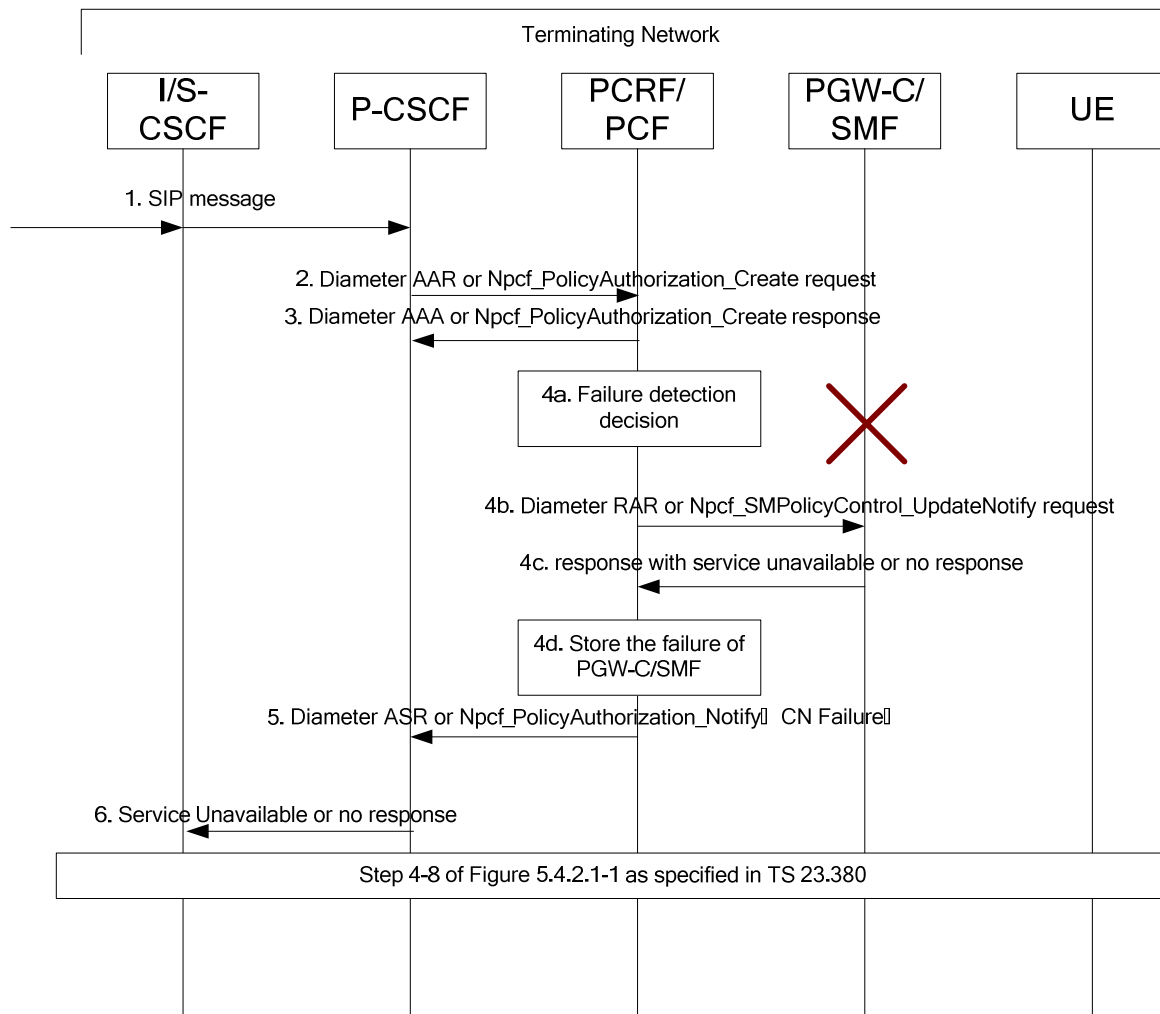 Terminating Network
I/S-
CSCF
P-CSCF
PCRF/
PCF
PGW-C/
SMF
UE
1. SIP message
2. Diameter AAR or Npcf_PolicyAuthorization_Create request
3. Diameter AAA or Npcf_PolicyAuthorization_Create response
4a. Failure detection
decision
4b. Diameter RAR or Npcf_SMPolicyControl_UpdateNotify request
4c. response with service unavailable or no response
4d. Store the failure of
PGW-C/SMF
5. Diameter ASR or Npcf_PolicyAuthorization_Notify▯ CN Failure▯
6. Service Unavailable or no response
Step 4-8 of Figure 5.4.2.1-1 as specified in TS 23.380